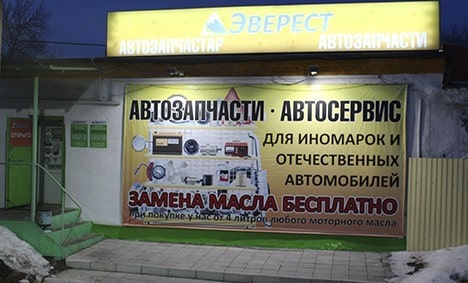 ЭВЕРЕСТ
АВТОЗАПЧАСТАР АВТОЗАПЧАСТИ
АВТОЗАПЧАСТИ · АВТОСЕРВИС
ДЛЯ ИНОМАРОК И
ОТЕЧЕСТВЕННЫХ
АВТОМОБИЛЕЙ
ЗАМЕНА МАСЛА БЕСПЛАТНО
при покупке у нас от 4 литров любого моторного масла
ОТКРЫТО